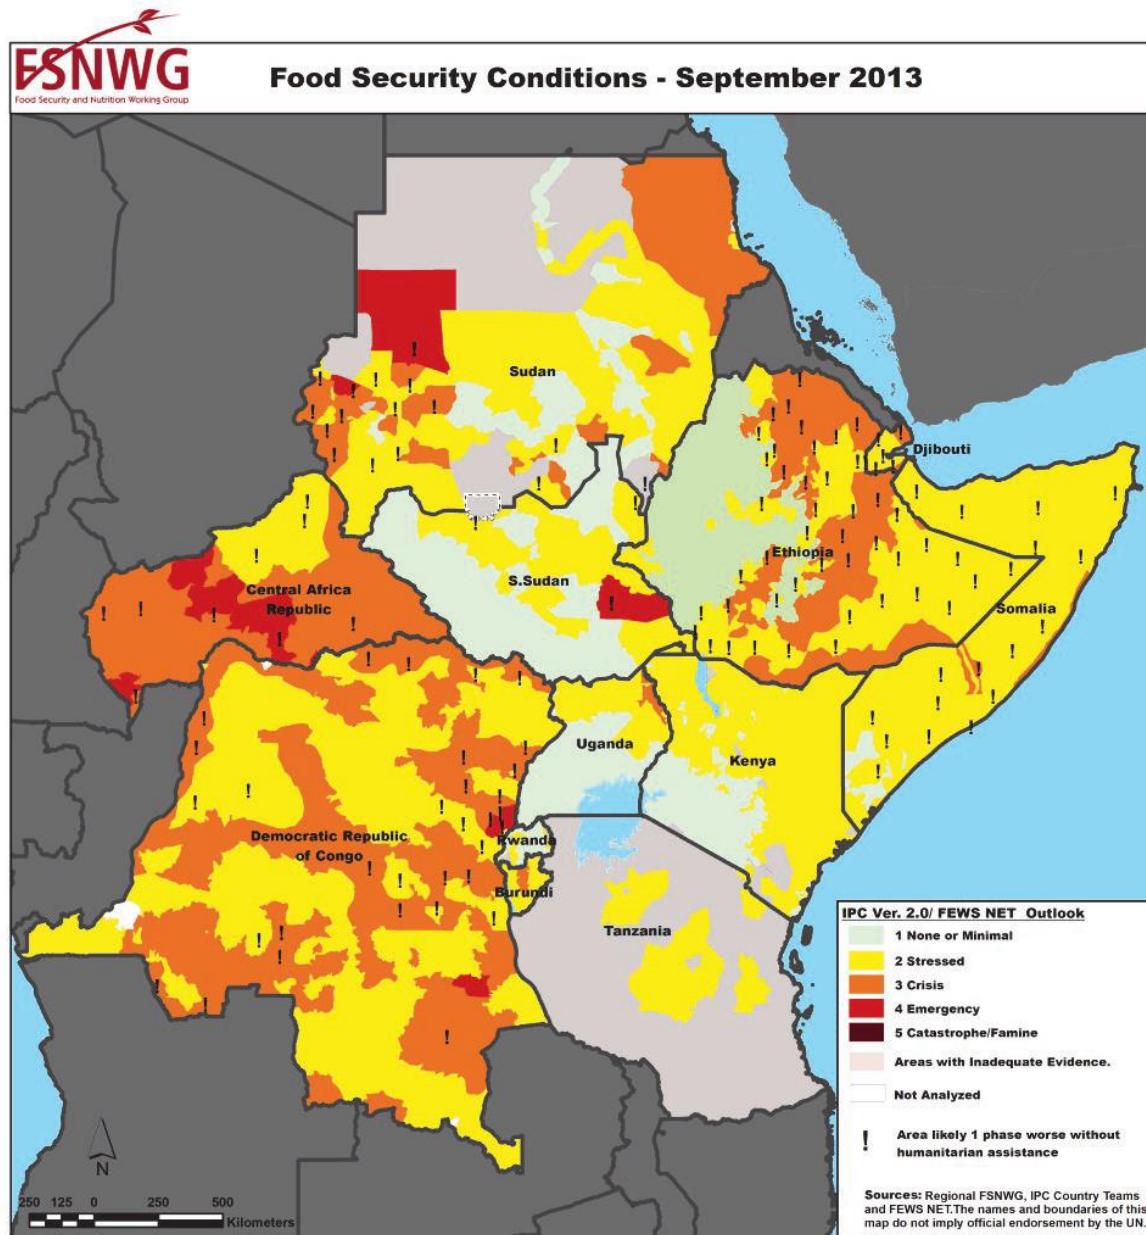 FSNWG
Food Security and Nutrition Working Group
Food Security Conditions - September 2013
Sudan
Djibouti
Ethiopia
S.Sudan
Central Africa
Republic
Somalia
Uganda
Kenya
Democratic Republic
of Congo
Rwanda
Burundi
Tanzania
IPC Ver. 2.0/ FEWS NET Outlook
1 None or Minimal
2 Stressed
3 Crisis
4 Emergency
5 Catastrophe/Famine
Areas with Inadequate Evidence.
Not Analyzed
! Area likely 1 phase worse without
humanitarian assistance
Sources: Regional FSNWG, IPC Country Teams
and FEWS NET.The names and boundaries of this
map do not imply official endorsement by the UN.
N
250 125 0 250 500
Kilometers